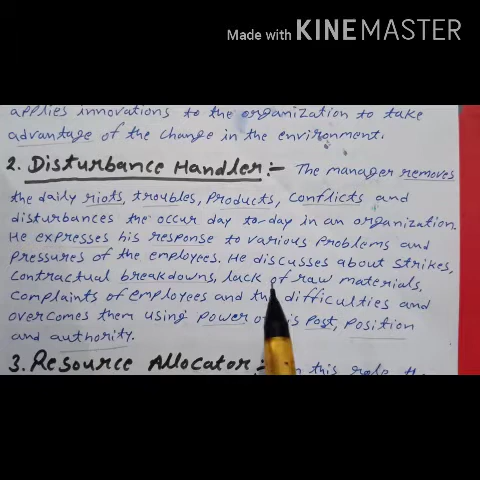 Made with KINEMASTER
applies innovations to the organization to take
advantage of the change in the environment.
2. Disturbance Handler:- The manager removes
the daily riots, troubles, products, conflicts and
disturbances the occur day to-day in an organization.
He expresses his response to various problems and
pressures of the employees. He discusses about strikes,
contractual breakdowns, lack of raw materials,
complaints of employees and the difficulties and
overcomes them using power of his Post, position
and authority.
3. Resource Allocator:- In this role the